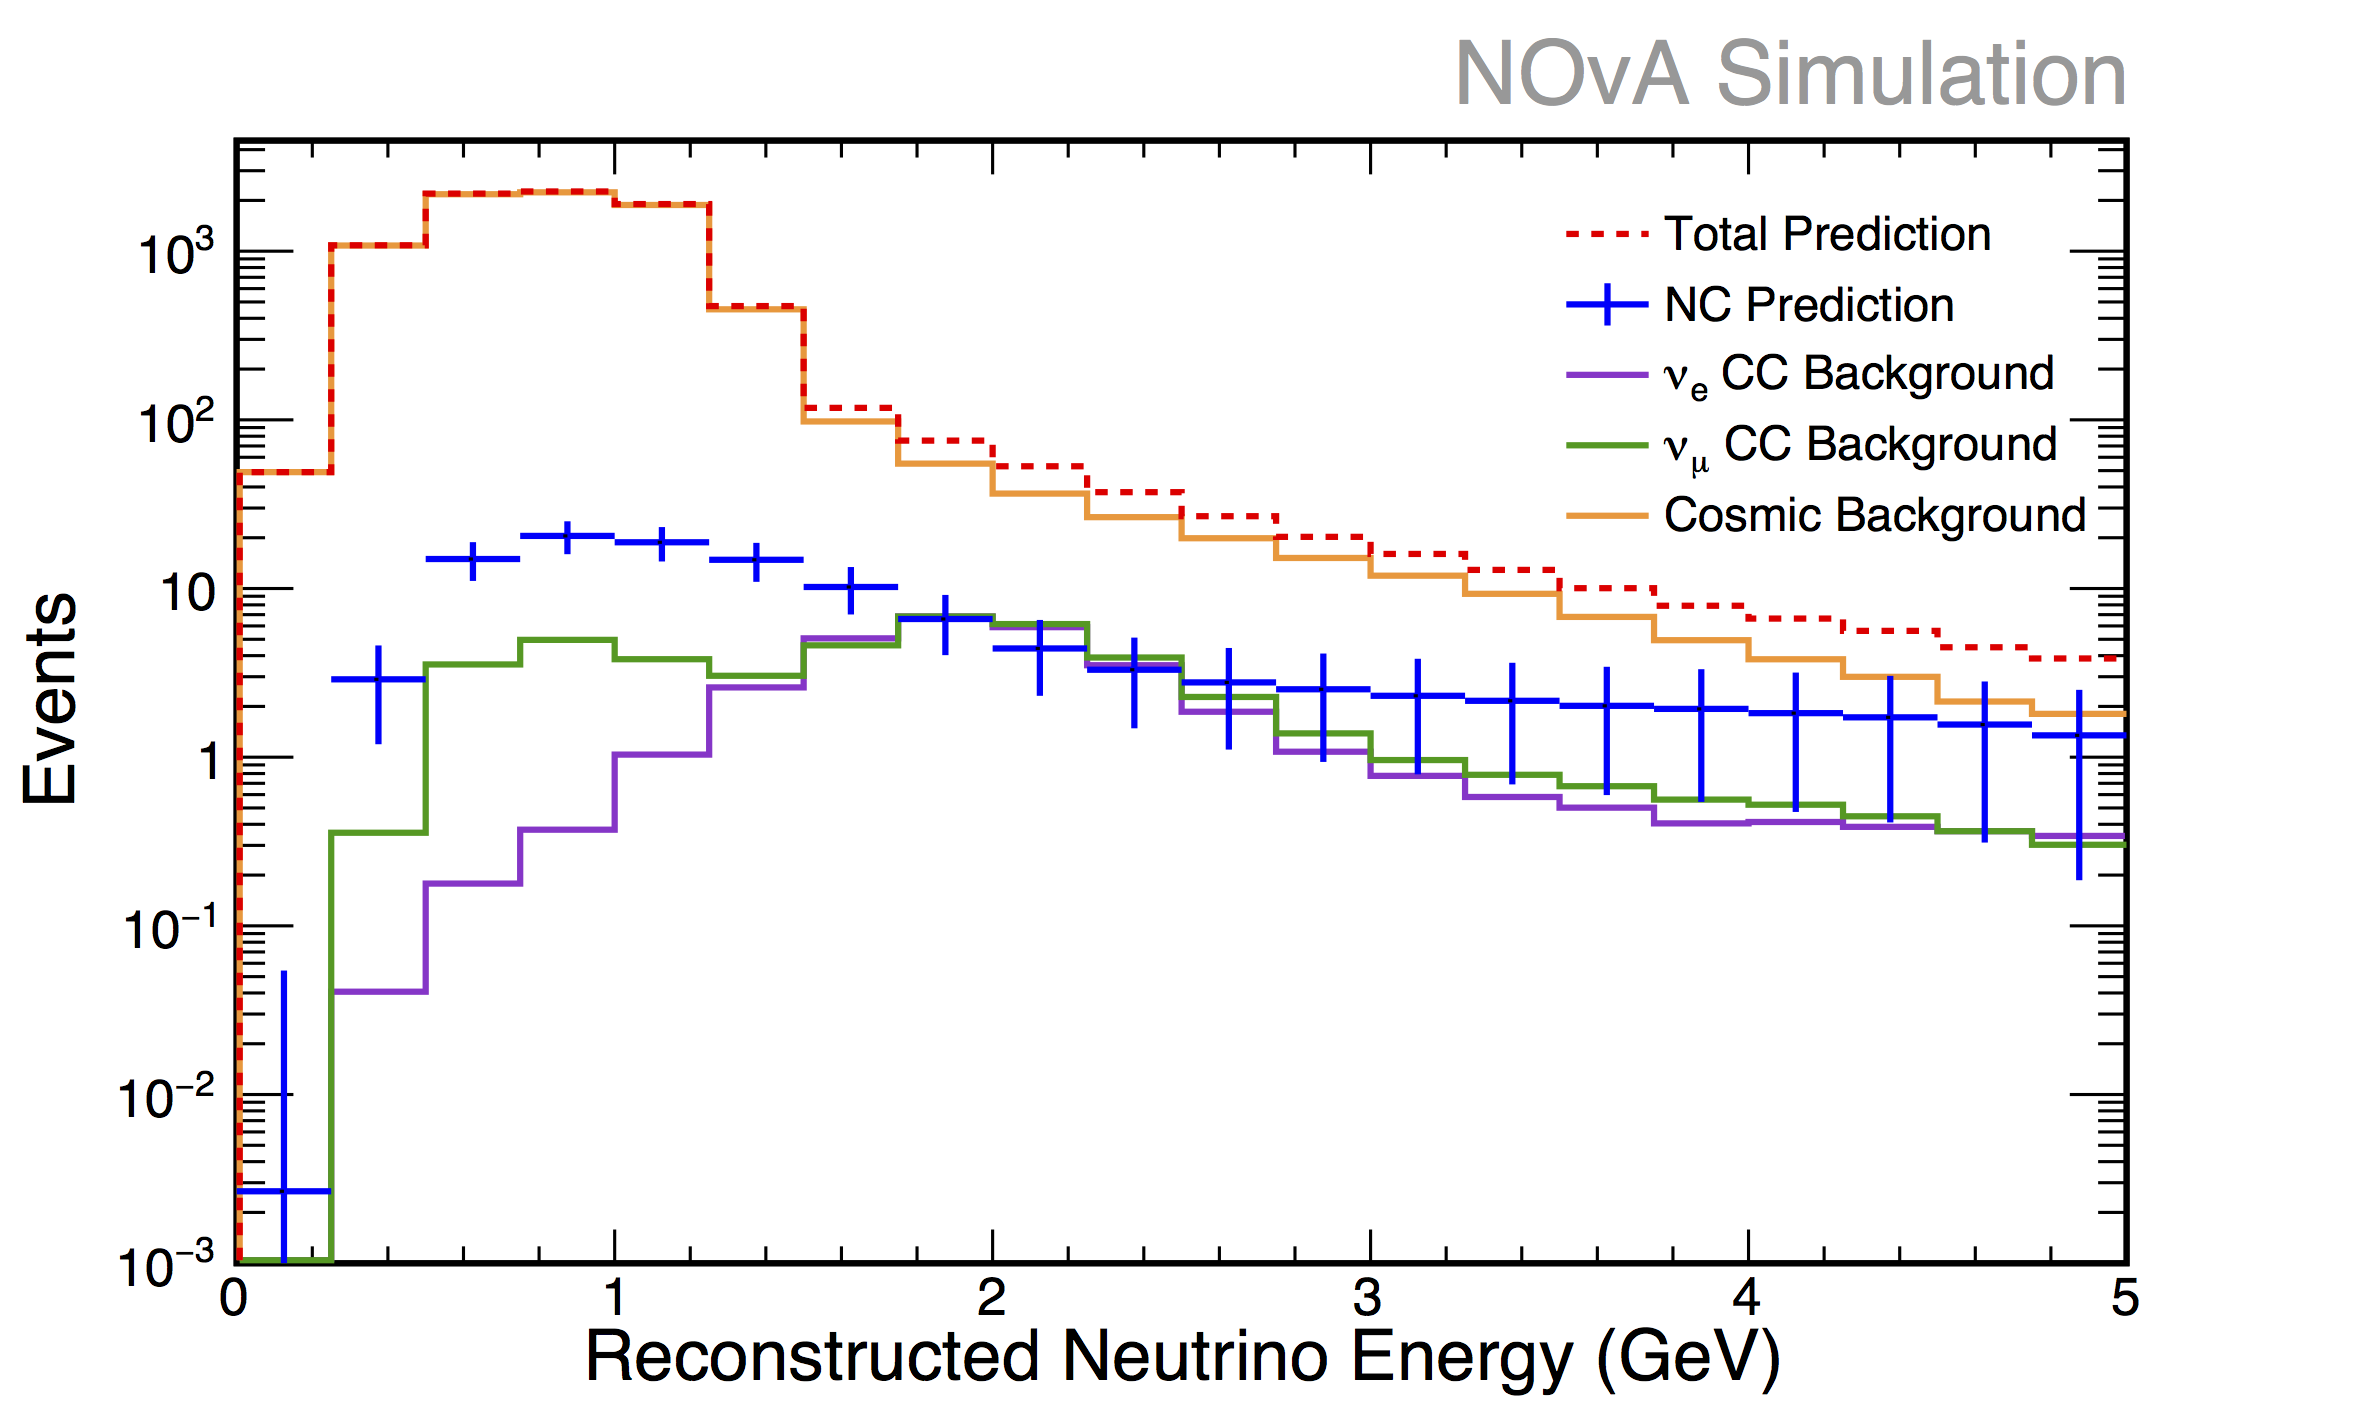 NOvA Simulation
Total Prediction
NC Prediction
νe CC Background
νμ CC Background
Cosmic Background
Events
10³
10²
10
1
10⁻¹
10⁻²
10⁻³
0 1 2 3 4 5
Reconstructed Neutrino Energy (GeV)